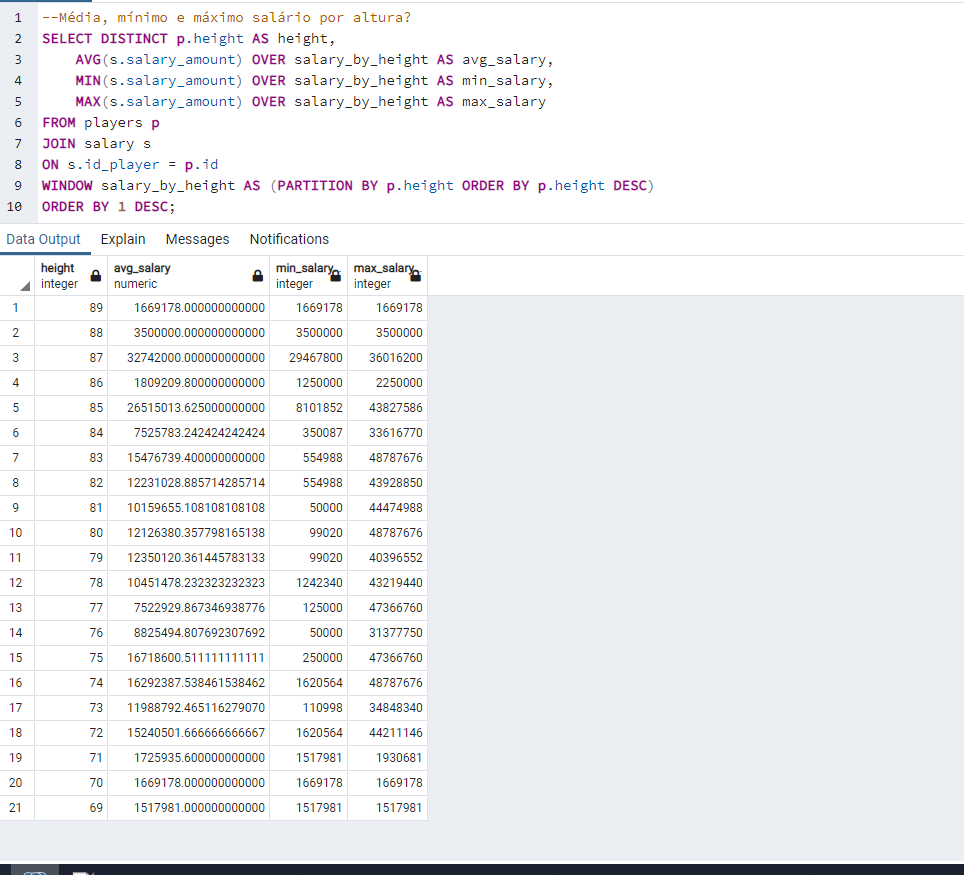 1 --Média, mínimo e máximo salário por altura?
2 SELECT DISTINCT p.height AS height,
3 AVG(s.salary_amount) OVER salary_by_height AS avg_salary,
4 MIN(s.salary_amount) OVER salary_by_height AS min_salary,
5 MAX(s.salary_amount) OVER salary_by_height AS max_salary
6 FROM players p
7 JOIN salary s
8 ON s.id_player = p.id
9 WINDOW salary_by_height AS (PARTITION BY p.height ORDER BY p.height DESC)
10 ORDER BY 1 DESC;
Data Output Explain Messages Notifications
height avg_salary min_salary max_salary
integer numeric integer integer
1 89 1669178.000000000000 1669178 1669178
2 88 3500000.000000000000 3500000 3500000
3 87 32742000.000000000000 29467800 36016200
4 86 1809209.800000000000 1250000 2250000
5 85 26515013.625000000000 8101852 43827586
6 84 7525783.242424242424 350087 33616770
7 83 15476739.400000000000 554988 48787676
8 82 12231028.885714285714 554988 43928850
9 81 10159655.108108108108 50000 44474988
10 80 12126380.357798165138 99020 48787676
11 79 12350120.361445783133 99020 40396552
12 78 10451478.232323232323 1242340 43219440
13 77 7522929.867346938776 125000 47366760
14 76 8825494.807692307692 50000 31377750
15 75 16718600.511111111111 250000 47366760
16 74 16292387.538461538462 1620564 48787676
17 73 11988792.465116279070 110998 34848340
18 72 15240501.666666666667 1620564 44211146
19 71 1725935.600000000000 1517981 1930681
20 70 1669178.000000000000 1669178 1669178
21 69 1517981.000000000000 1517981 1517981